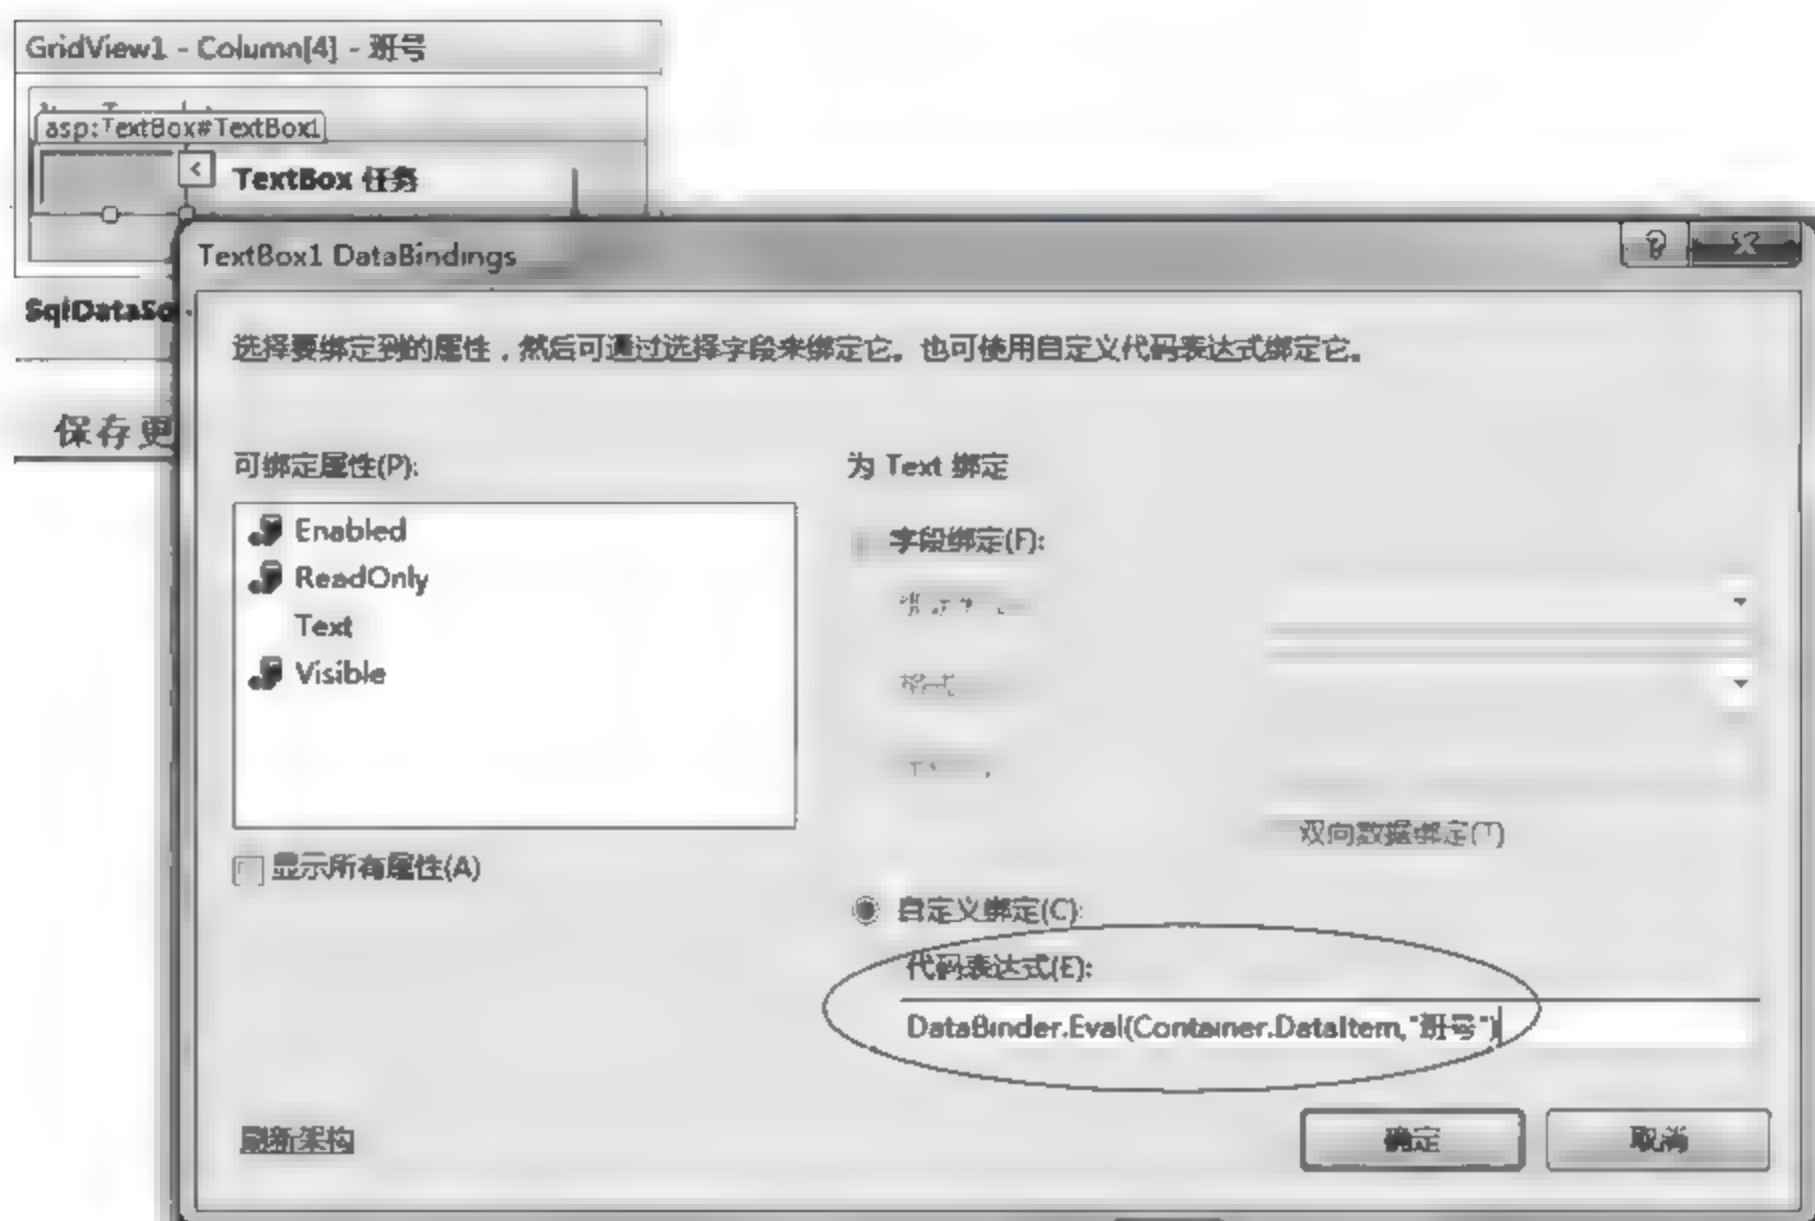 GridView1 - Column[4] - 班号
asp:TextBox#TextBox1
TextBox 任务
TextBox1 DataBindings
SqlDataSo
选择要绑定到的属性，然后可通过选择字段来绑定它。也可使用自定义代码表达式绑定它。
保存更
可绑定属性(P):
为 Text 绑定
Enabled
字段绑定(F):
ReadOnly
Text
Visible
格式
双向数据绑定(T)
显示所有属性(A)
自定义绑定(C):
代码表达式(E):
DataBinder.Eval(Container.DataItem,"班号")
刷新架构
确定
取消